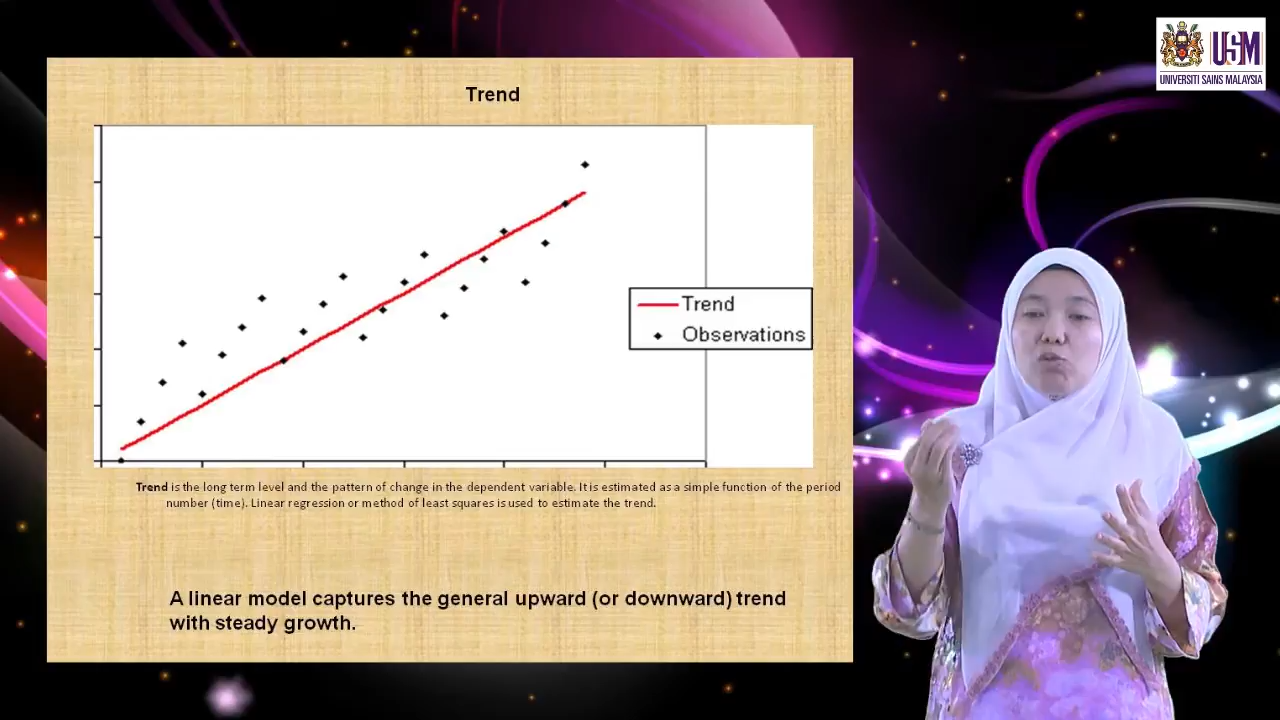 USM
UNIVERSITI SAINS MALAYSIA
Trend
Trend
Observations
Trend is the long term level and the pattern of change in the dependent variable. It is estimated as a simple function of the period
number (time). Linear regression or method of least squares is used to estimate the trend.
A linear model captures the general upward (or downward) trend
with steady growth.